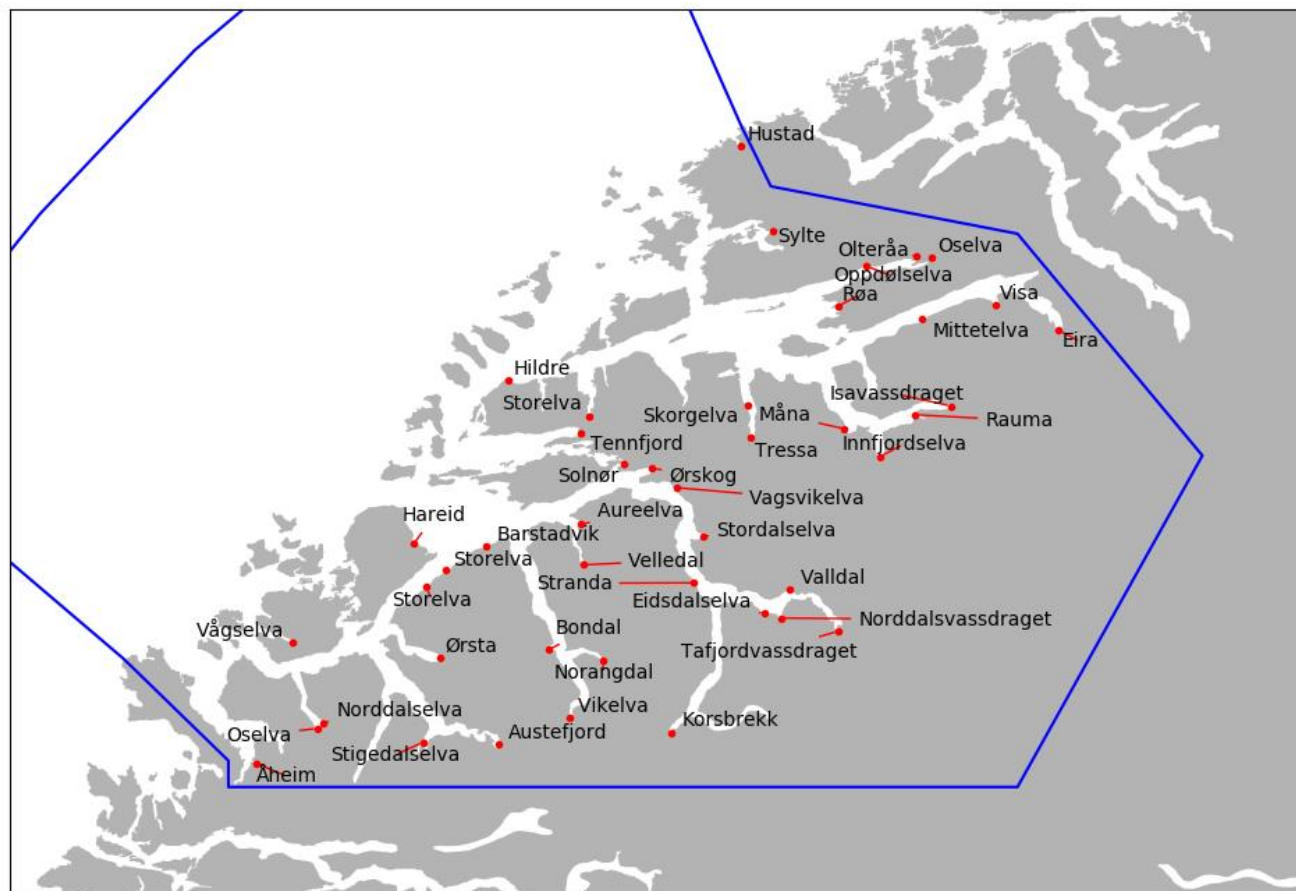 Hustad
Sylte
Olteråa
Oselva
Oppdølselva
Røa
Visa
Mittetelva
Eira
Hildre
Isavassdraget
Storelva
Skorgelva
Måna
Rauma
Tennfjord
Tressa
Innfjordselva
Solnør
Ørskog
Vagsvikelva
Hareid
Aureelva
Barstadvik
Stordalselva
Storelva
Velledal
Stranda
Valldal
Storelva
Eidsdalselva
Norddalsvassdraget
Vågselva
Ørsta
Bondal
Tafjordvassdraget
Norangdal
Norddalselva
Vikelva
Korsbrekk
Oselva
Stigedalselva
Austefjord
Åheim